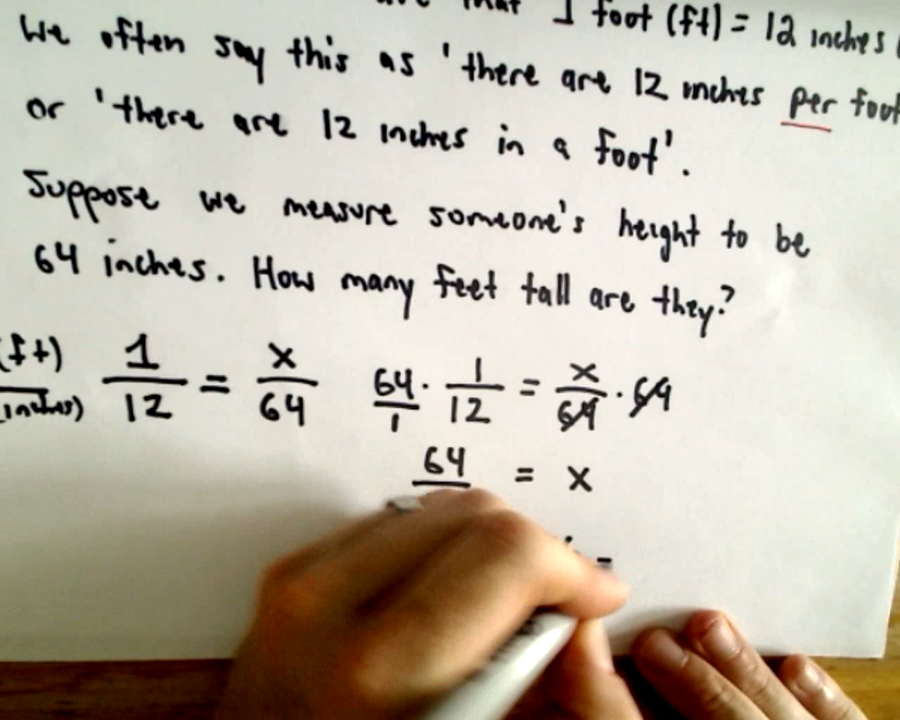 that 1 foot (ft) = 12 inches
We often say this as 'there are 12 inches per foot
or 'there are 12 inches in a foot'.
Suppose we measure someone's height to be
64 inches. How many feet tall are they?
(ft)/(inches) 1/12 = x/64 64/1 · 1/12 = x/64 · 64
64 = x